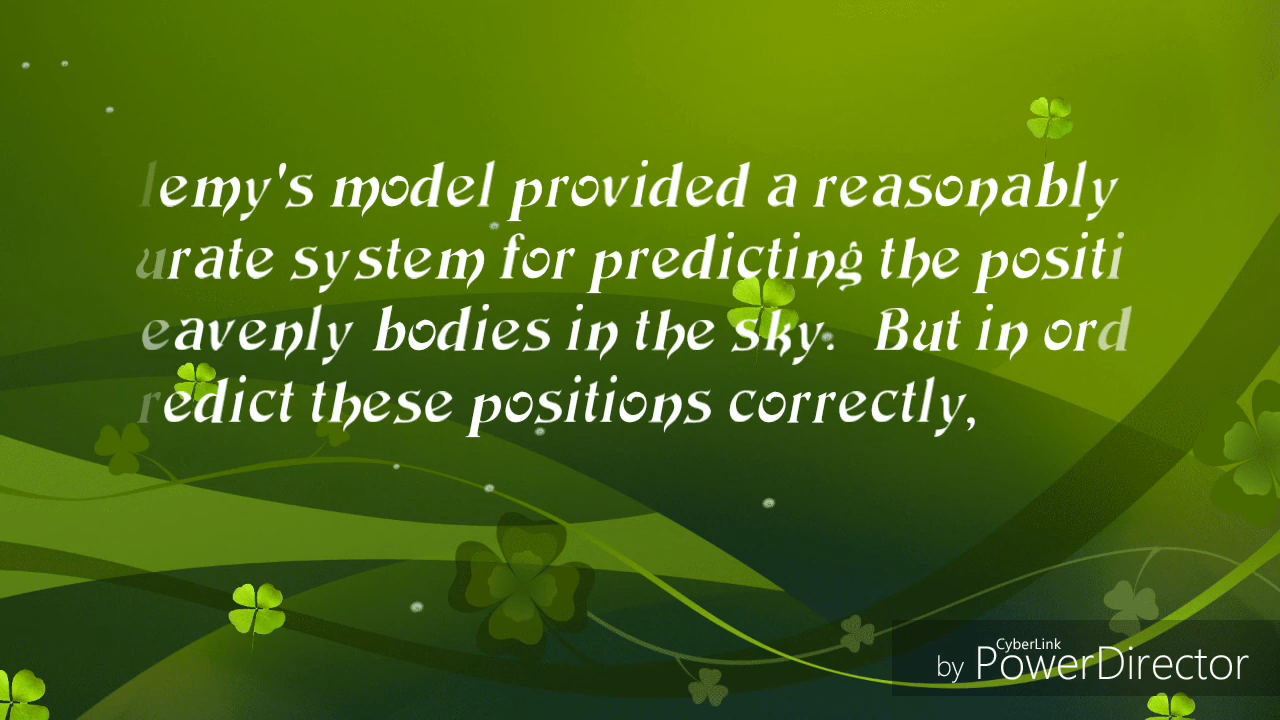 lemy's model provided a reasonably
urate system for predicting the positi
eavenly bodies in the sky. But in ord
redict these positions correctly,
CyberLink
by PowerDirector